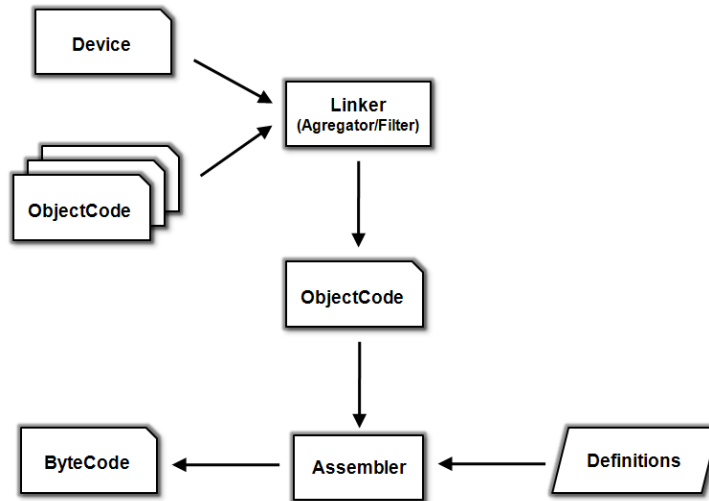 Device
Linker
(Agregator/Filter)
ObjectCode
ObjectCode
ByteCode
Assembler
Definitions